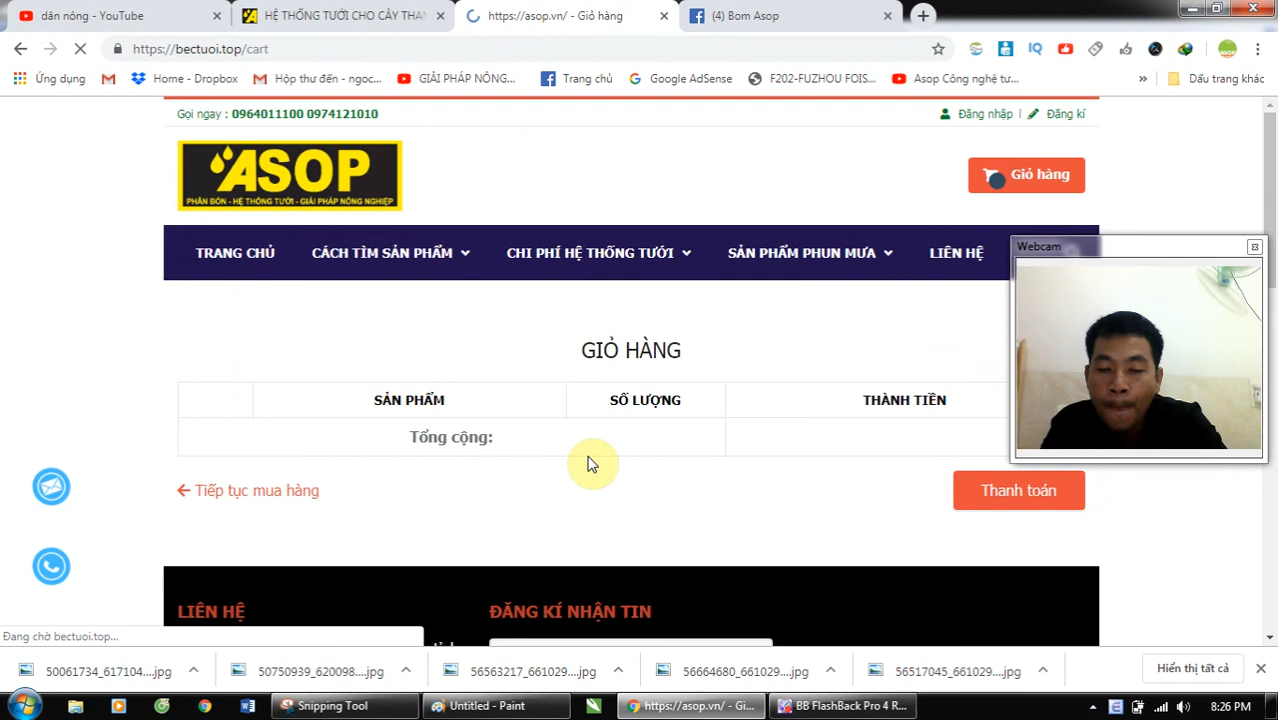 dân nông - YouTube
HỆ THỐNG TƯỚI CHO CÂY THAN
https://asop.vn/ - Giỏ hàng
(4) Bom Asop
https://bectuoi.top/cart
Ứng dụng
Home - Dropbox
Hộp thư đến - ngoc...
GIẢI PHÁP NÔNG...
Trang chủ
Google AdSense
F202-FUZHOU FOIS...
Asop Công nghệ tư...
»
Dấu trang khác
Gọi ngay : 0964011100 0974121010
Đăng nhập | Đăng kí
ASOP
PHÂN BÓN - HỆ THỐNG TƯỚI - GIẢI PHÁP NÔNG NGHIỆP
Giỏ hàng
TRANG CHỦ
CÁCH TÌM SẢN PHẨM
CHI PHÍ HỆ THỐNG TƯỚI
SẢN PHẨM PHUN MƯA
LIÊN HỆ
Webcam
GIỎ HÀNG
SẢN PHẨM
SỐ LƯỢNG
THÀNH TIỀN
Tổng cộng:
Tiếp tục mua hàng
Thanh toán
LIÊN HỆ
ĐĂNG KÍ NHẬN TIN
Đang chờ bectuoi.top...
50061734_617104....jpg
50750939_620098....jpg
56563217_661029....jpg
56664680_661029....jpg
56517045_661029....jpg
Hiển thị tất cả
Snipping Tool
Untitled - Paint
https://asop.vn/ - Gi...
BB FlashBack Pro 4 R...
8:26 PM